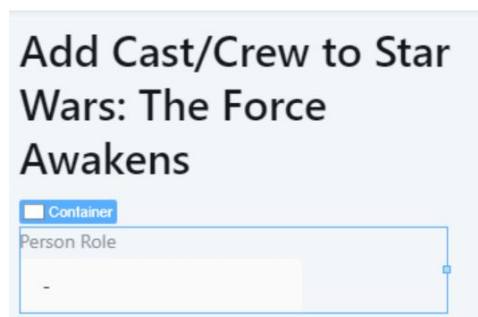 Add Cast/Crew to Star
Wars: The Force
Awakens
Container
Person Role
-